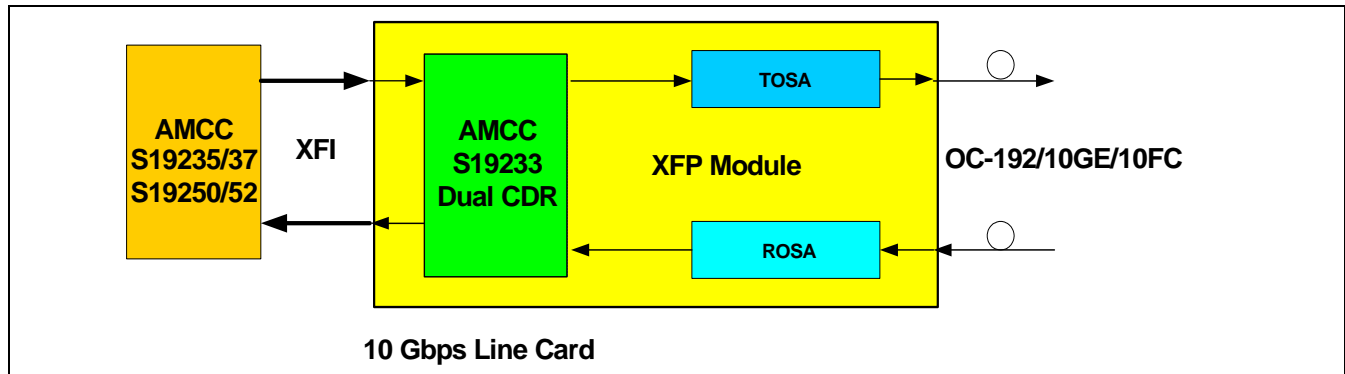 AMCC
S19235/37
S19250/52
XFI
AMCC
S19233
Dual CDR
TOSA
XFP Module
ROSA
OC-192/10GE/10FC
10 Gbps Line Card